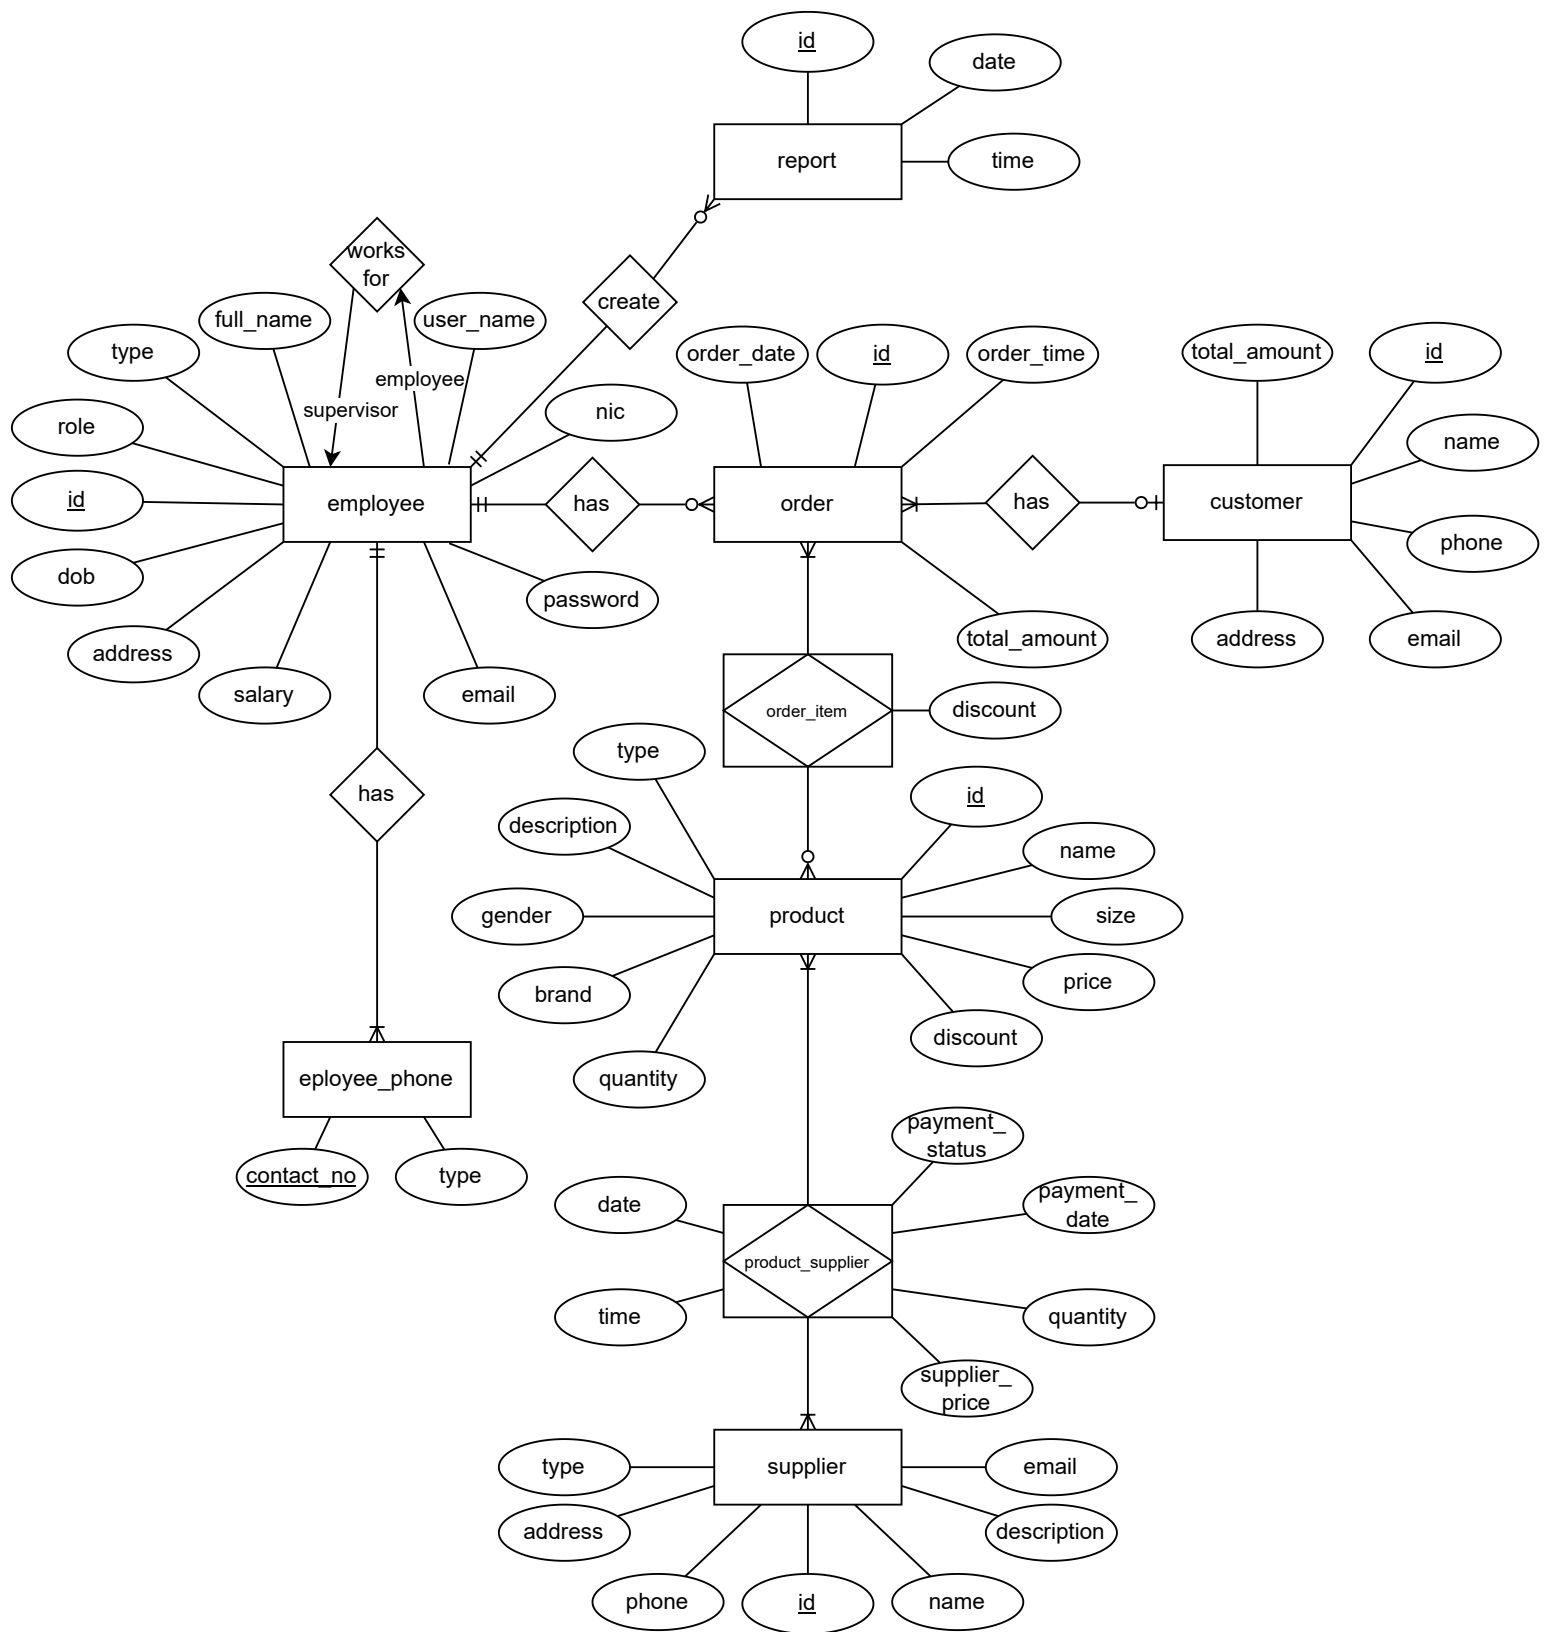 id
date
report
time
works
for
full_name
user_name
create
type
employee
supervisor
order_date
id
order_time
total_amount
id
role
nic
name
id
employee
has
order
has
customer
phone
dob
password
address
total_amount
address
email
salary
email
order_item
discount
type
id
has
description
name
gender
product
size
brand
price
discount
quantity
eployee_phone
contact_no
type
payment_
status
date
payment_
date
product_supplier
time
quantity
supplier_
price
type
supplier
email
address
description
phone
id
name